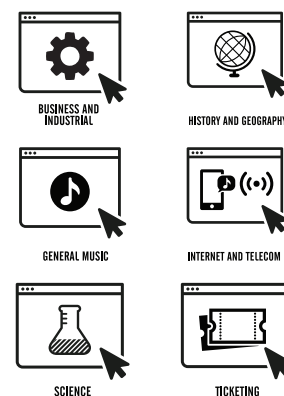 BUSINESS AND
INDUSTRIAL
HISTORY AND GEOGRAPHY
GENERAL MUSIC
INTERNET AND TELECOM
SCIENCE
TICKETING